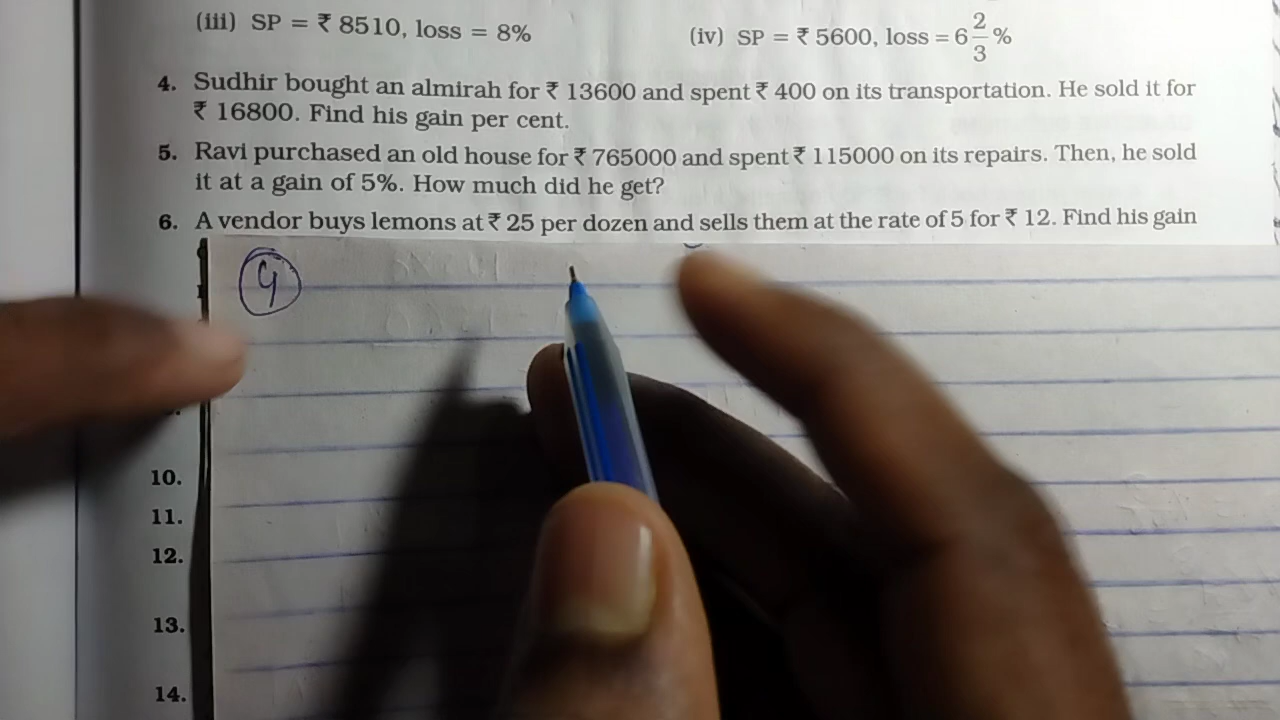 (iii) SP = ₹ 8510, loss = 8% (iv) SP = ₹ 5600, loss = 6 2/3 %
4. Sudhir bought an almirah for ₹ 13600 and spent ₹ 400 on its transportation. He sold it for
₹ 16800. Find his gain per cent.
5. Ravi purchased an old house for ₹ 765000 and spent ₹ 115000 on its repairs. Then, he sold
it at a gain of 5%. How much did he get?
6. A vendor buys lemons at ₹ 25 per dozen and sells them at the rate of 5 for ₹ 12. Find his gain
4
10.
11.
12.
13.
14.